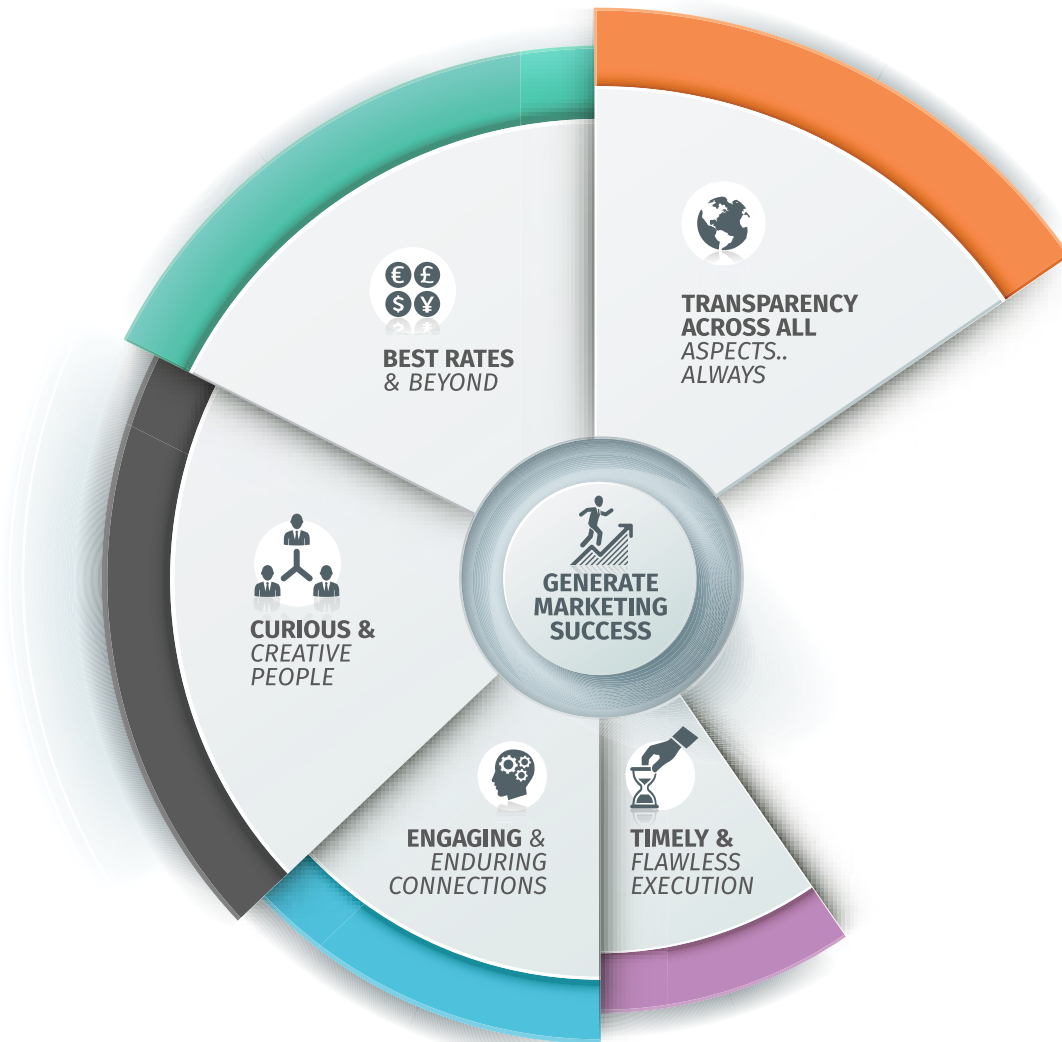 TRANSPARENCY
ACROSS ALL
ASPECTS..
ALWAYS
BEST RATES
& BEYOND
CURIOUS &
CREATIVE
PEOPLE
GENERATE
MARKETING
SUCCESS
ENGAGING &
ENDURING
CONNECTIONS
TIMELY &
FLAWLESS
EXECUTION